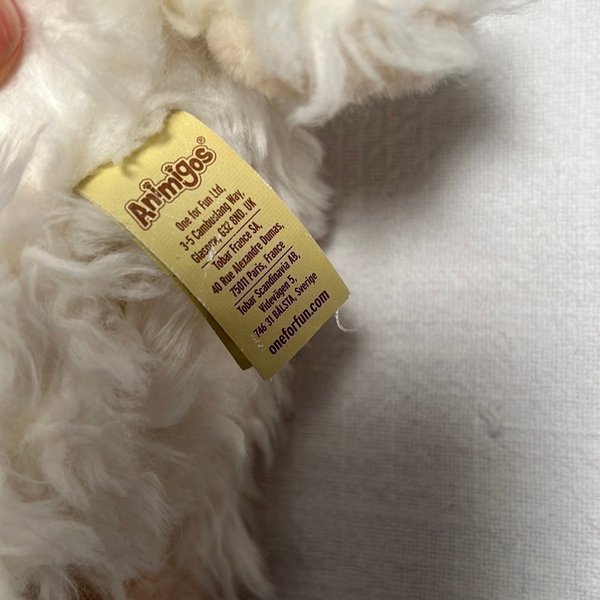 Animigos®
One for Fun Ltd.
3-5 Cambuslang Way,
Glasgow, G32 8ND, UK
Tobar France SA,
40 Rue Alexandre Dumas,
75011 Paris, France
Tobar Scandinavia AB,
Videvägen 5,
746 31 BÅLSTA, Sverige
oneforfun.com